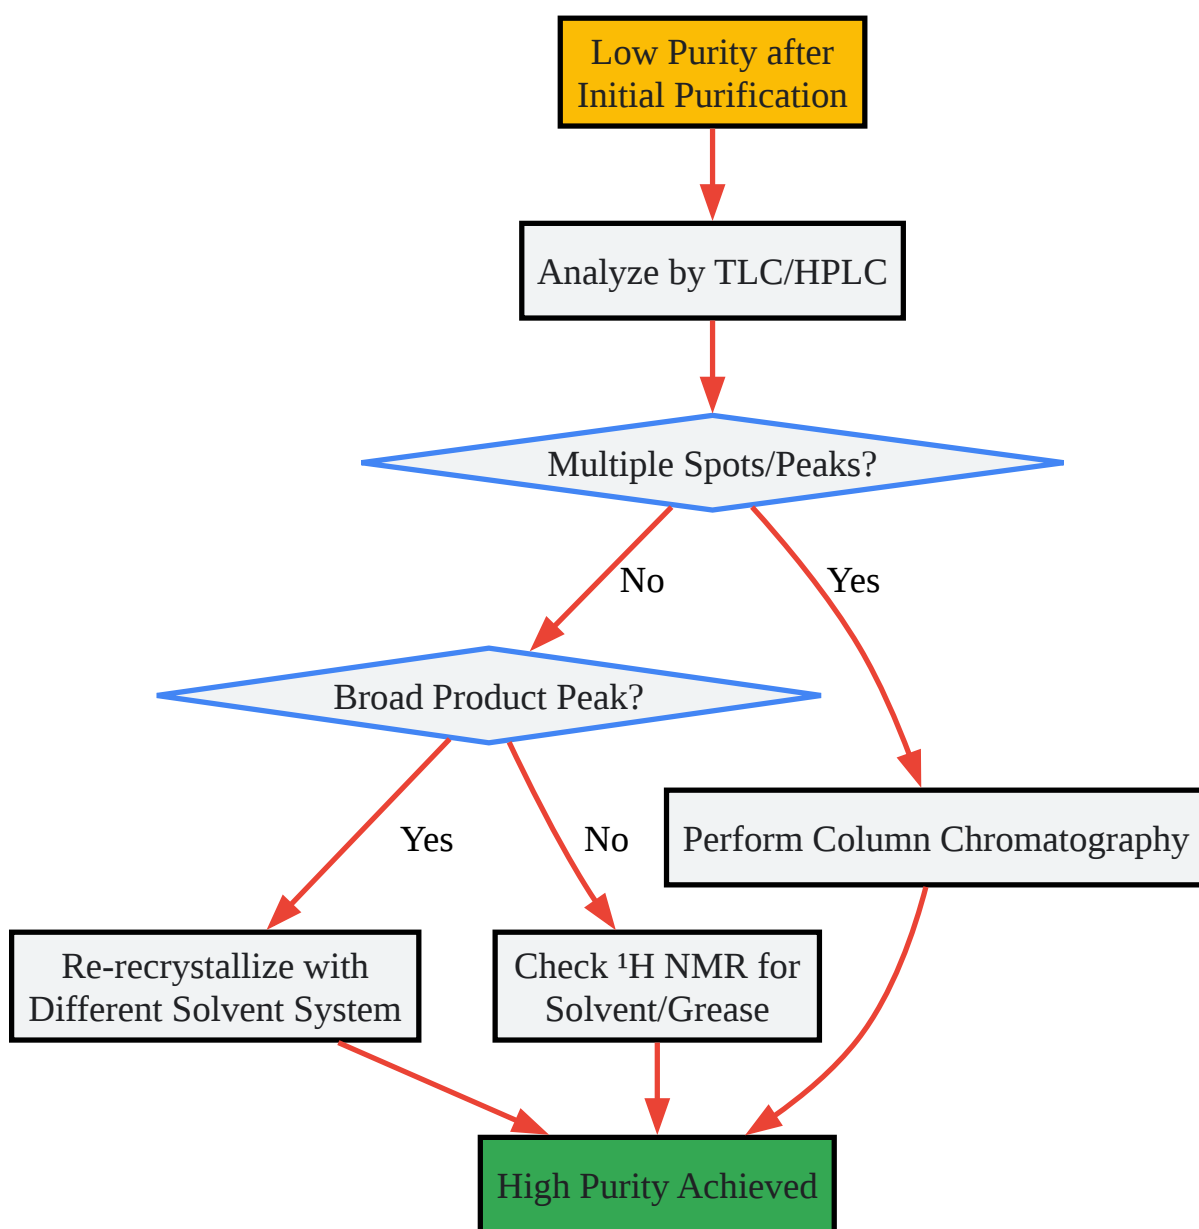 Low Purity after
Initial Purification
Analyze by TLC/HPLC
Multiple Spots/Peaks?
No
Yes
Broad Product Peak?
Yes
No
Perform Column Chromatography
Re-recrystallize with
Different Solvent System
Check ¹H NMR for
Solvent/Grease
High Purity Achieved